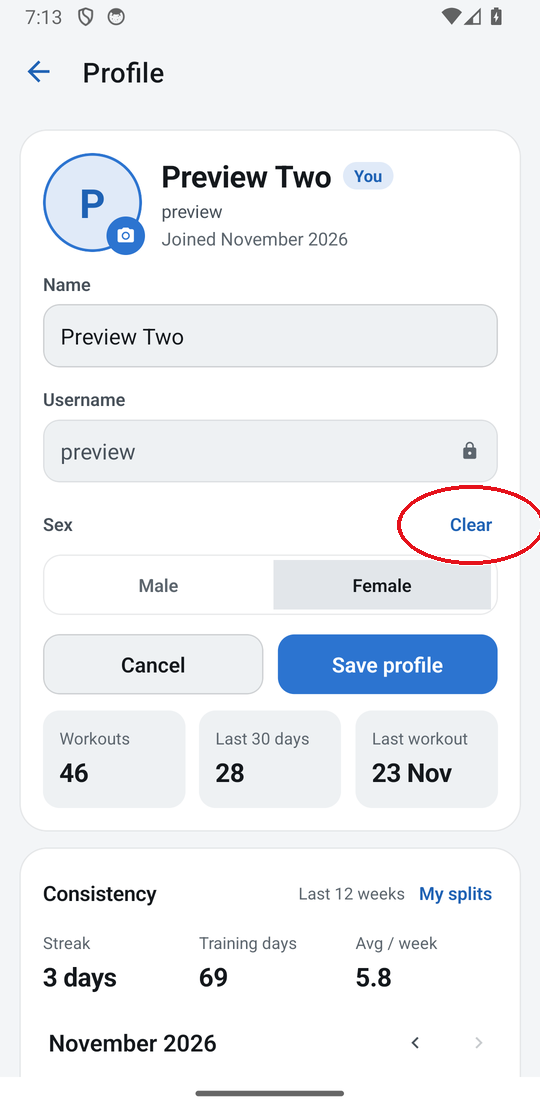 7:13
Profile
P
Preview Two You
preview
Joined November 2026
Name
Preview Two
Username
preview
Sex Clear
Male Female
Cancel Save profile
Workouts Last 30 days Last workout
46 28 23 Nov
Consistency Last 12 weeks My splits
Streak Training days Avg / week
3 days 69 5.8
November 2026